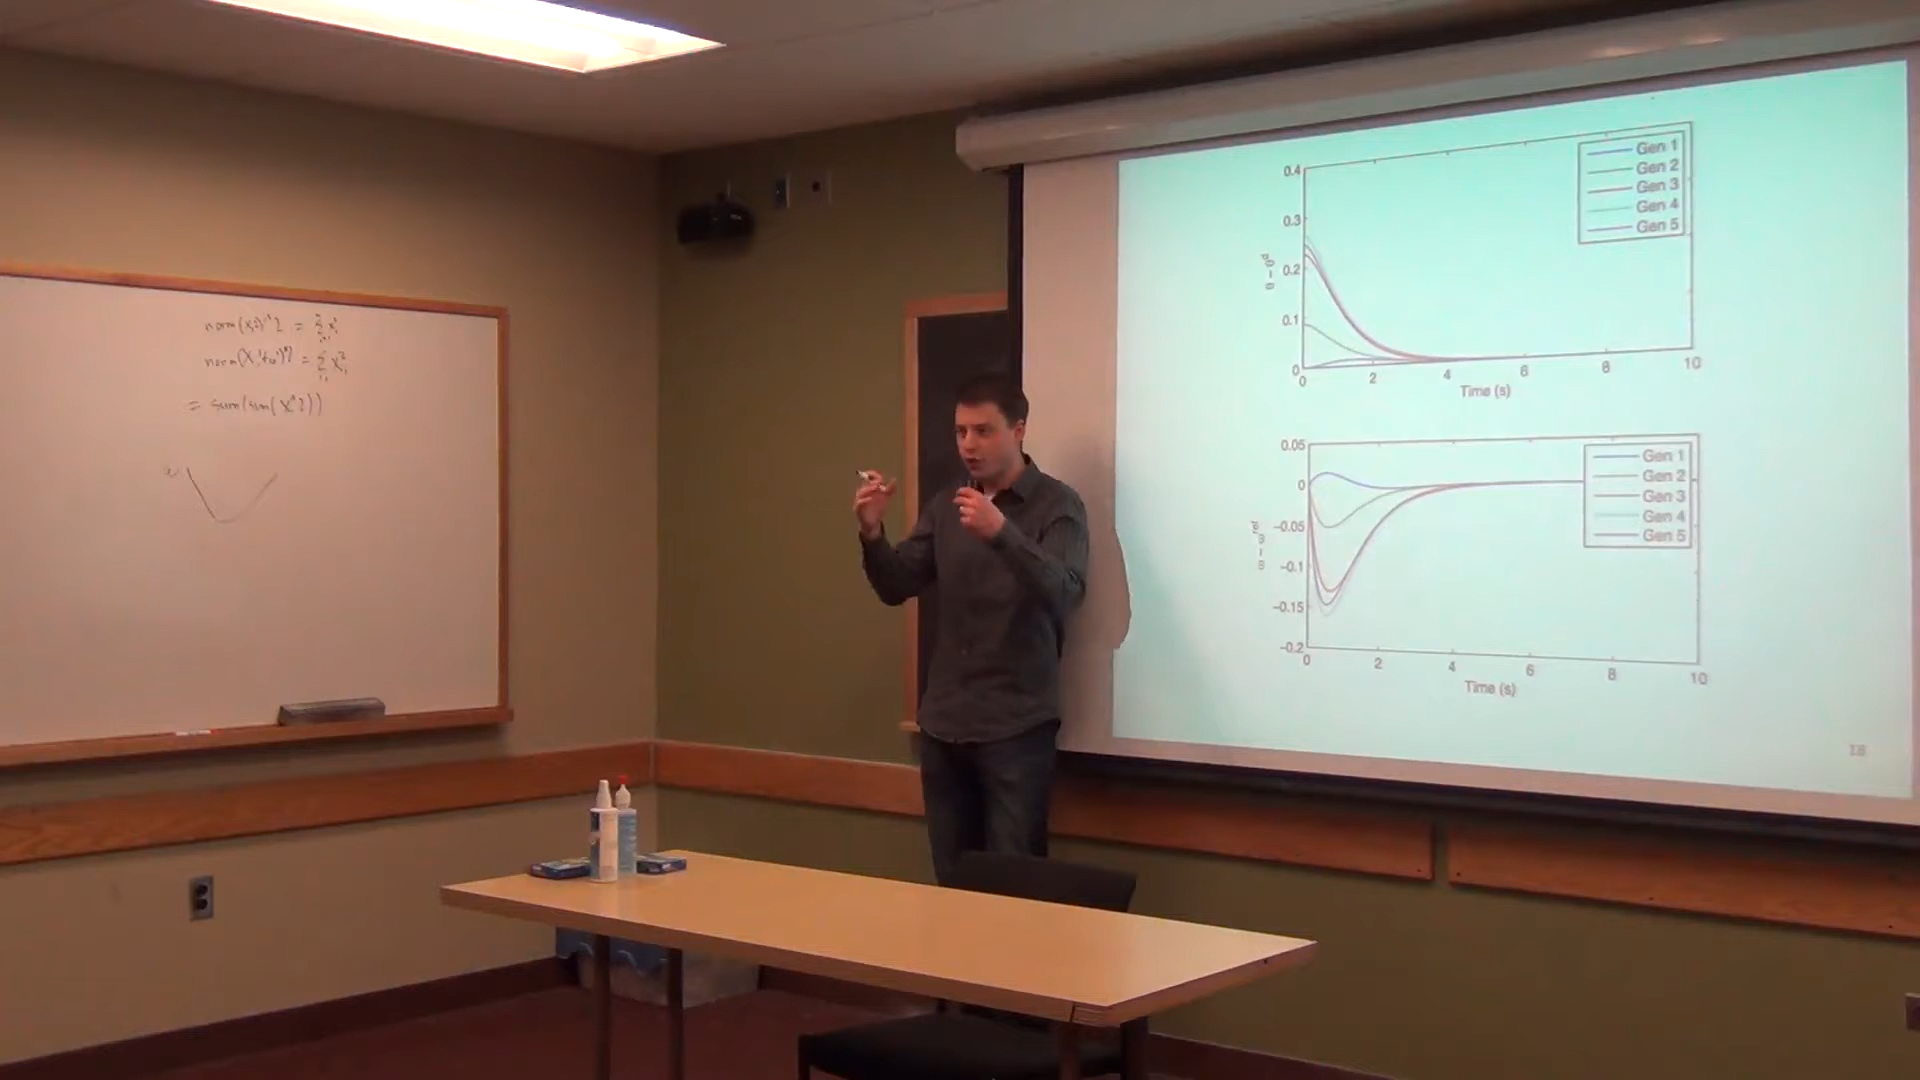 norm(x,2)^2 =
norm(X,'fro')^2 =
= sum(sum(X^2))
0.4
0.3
0.2
0.1
0
0 2 4 6 8 10
Time (s)
Gen 1
Gen 2
Gen 3
Gen 4
Gen 5
0.05
0
-0.05
-0.1
-0.15
-0.2
0 2 4 6 8 10
Time (s)
Gen 1
Gen 2
Gen 3
Gen 4
Gen 5